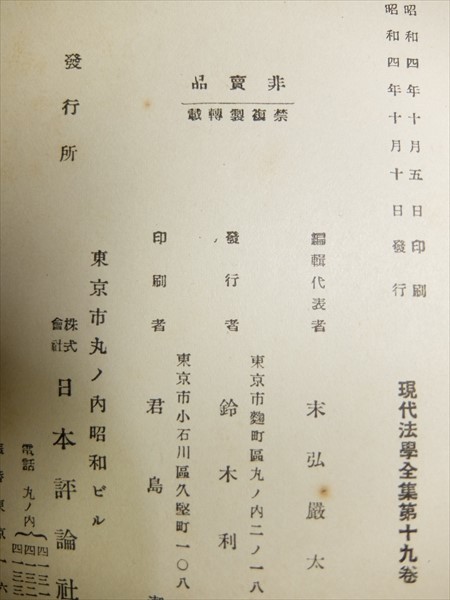 昭和四年十月五日印刷
昭和四年十月十日發行
現代法學全集第十九卷
非賣品
禁複製轉載
編輯代表者 末弘嚴太
東京市麴町區九ノ內二ノ一八
發行者 鈴木利
東京市小石川區久堅町一〇八
印刷者 君島
發行所
東京市丸ノ內昭和ビル
株式會社 日本評論社
電話 九ノ內